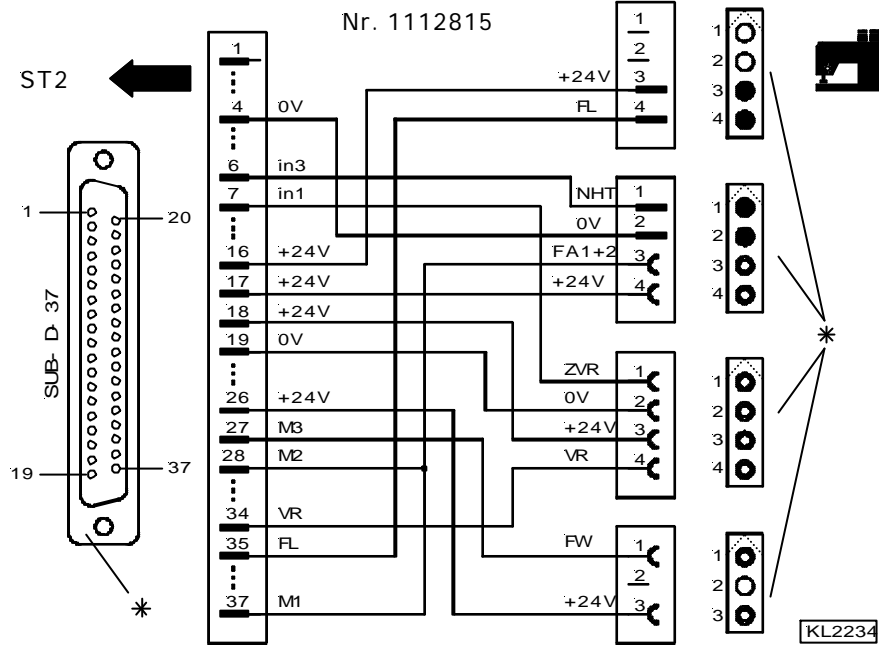 Nr. 1112815
ST2
1
4 0V
6 in3
7 in1
16 +24V
17 +24V
18 +24V
19 0V
26 +24V
27 M3
28 M2
34 VR
35 FL
37 M1
1
20
SUB- D- 37
19
37
1
2
+24V 3
FL 4
NHT 1
0V 2
FA1+2 3
+24V 4
ZVR 1
0V 2
+24V 3
VR 4
FW 1
2
+24V 3
1
2
3
4
1
2
3
4
1
2
3
4
1
2
3
*
*
KL2234